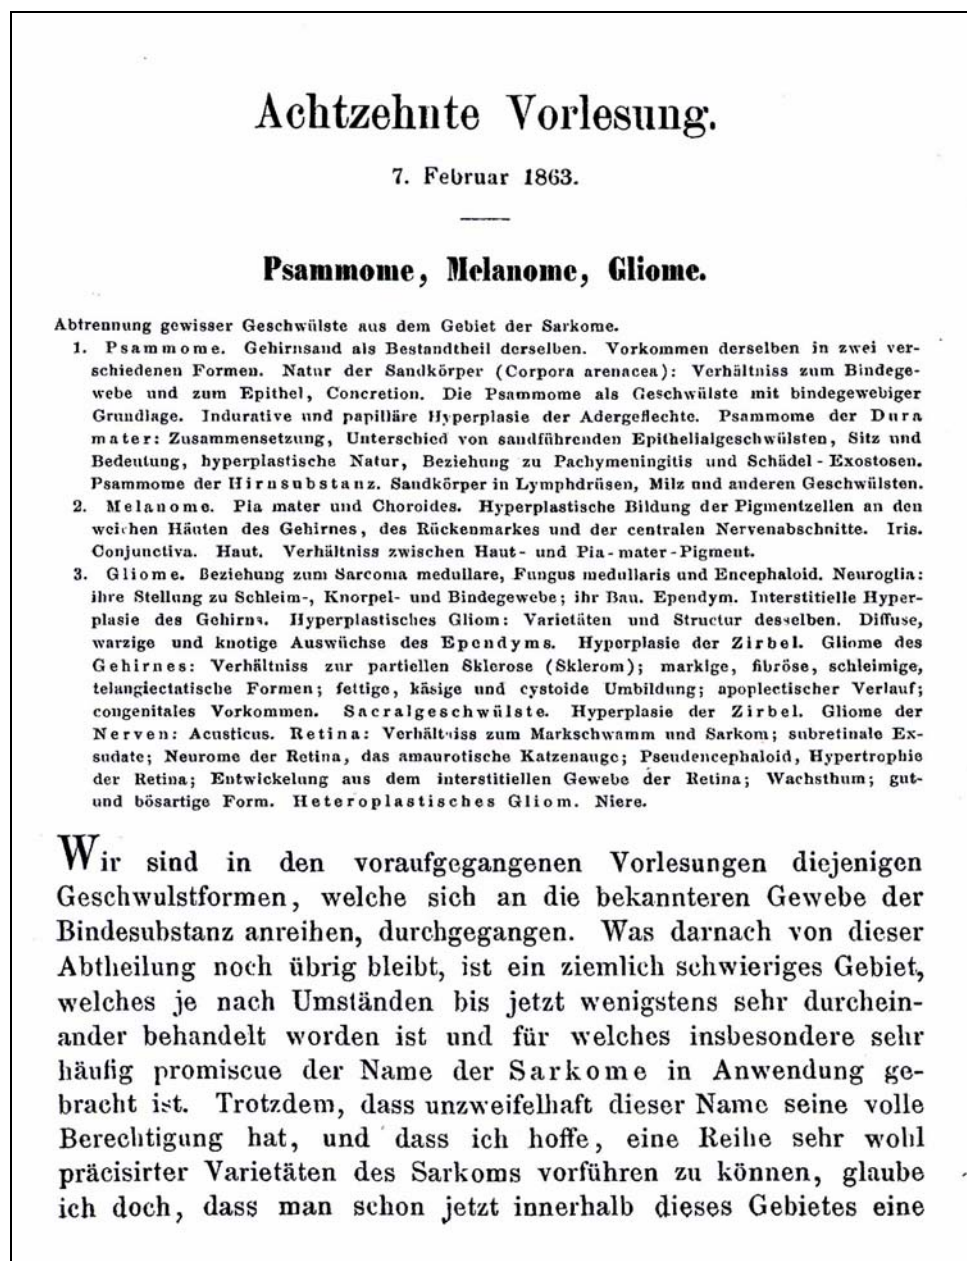 Achtzehnte Vorlesung.
7. Februar 1863.
Psammome, Melanome, Gliome.
Abtrennung gewisser Geschwülste aus dem Gebiet der Sarkome.
1. Psammome. Gehirnsand als Bestandtheil derselben. Vorkommen derselben in zwei ver-
schiedenen Formen. Natur der Sandkörper (Corpora arenacea): Verhältniss zum Bindege-
webe und zum Epithel, Concretion. Die Psammome als Geschwülste mit bindegewebiger
Grundlage. Indurative und papilläre Hyperplasie der Adergeflechte. Psammome der Dura
mater: Zusammensetzung, Unterschied von sandführenden Epithelialgeschwülsten, Sitz und
Bedeutung, hyperplastische Natur, Beziehung zu Pachymeningitis und Schädel-Exostosen.
Psammome der Hirnsubstanz. Sandkörper in Lymphdrüsen, Milz und anderen Geschwülsten.
2. Melanome. Pia mater und Choroides. Hyperplastische Bildung der Pigmentzellen an den
weichen Häuten des Gehirnes, des Rückenmarkes und der centralen Nervenabschnitte. Iris.
Conjunctiva. Haut. Verhältniss zwischen Haut- und Pia-mater-Pigment.
3. Gliome. Beziehung zum Sarcoma medullare, Fungus medullaris und Encephaloid. Neuroglia:
ihre Stellung zu Schleim-, Knorpel- und Bindegewebe; ihr Bau. Ependym. Interstitielle Hyper-
plasie des Gehirns. Hyperplastisches Gliom: Varietäten und Structur desselben. Diffuse,
warzige und knotige Auswüchse des Ependyms. Hyperplasie der Zirbel. Gliome des
Gehirnes: Verhältniss zur partiellen Sklerose (Sklerom); markige, fibröse, schleimige,
telangiectatische Formen; fettige, käsige und cystoide Umbildung; apoplectischer Verlauf;
congenitales Vorkommen. Sacralgeschwülste. Hyperplasie der Zirbel. Gliome der
Nerven: Acusticus. Retina: Verhältniss zum Markschwamm und Sarkom; subretinale Ex-
sudate; Neurome der Retina, das amaurotische Katzenauge; Pseudencephaloid, Hypertrophie
der Retina; Entwickelung aus dem interstitiellen Gewebe der Retina; Wachsthum; gut-
und bösartige Form. Heteroplastisches Gliom. Niere.
Wir sind in den voraufgegangenen Vorlesungen diejenigen
Geschwulstformen, welche sich an die bekannteren Gewebe der
Bindesubstanz anreihen, durchgegangen. Was darnach von dieser
Abtheilung noch übrig bleibt, ist ein ziemlich schwieriges Gebiet,
welches je nach Umständen bis jetzt wenigstens sehr durchein-
ander behandelt worden ist und für welches insbesondere sehr
häufig promiscue der Name der Sarkome in Anwendung ge-
bracht ist. Trotzdem, dass unzweifelhaft dieser Name seine volle
Berechtigung hat, und dass ich hoffe, eine Reihe sehr wohl
präcisirter Varietäten des Sarkoms vorführen zu können, glaube
ich doch, dass man schon jetzt innerhalb dieses Gebietes eine